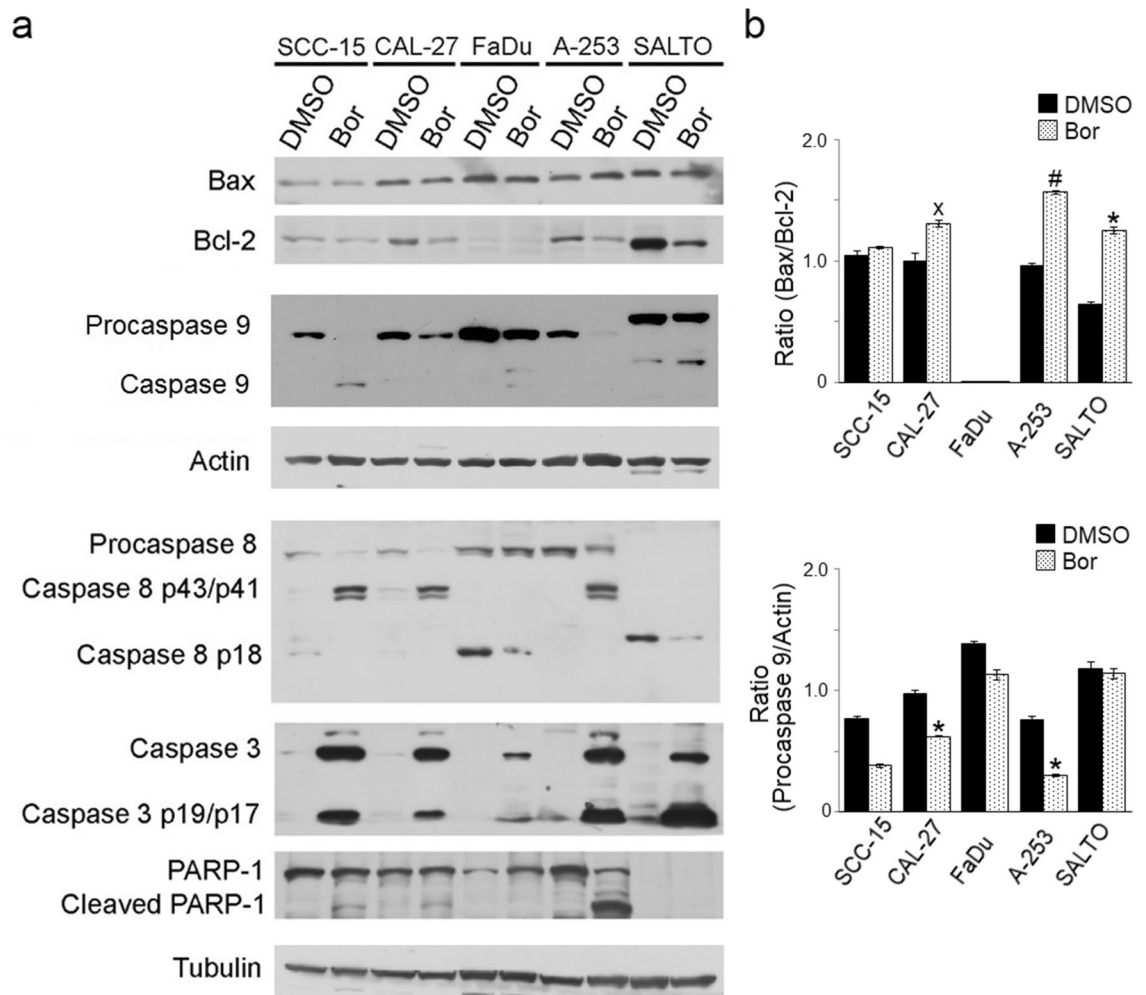 a
SCC-15 CAL-27 FaDu A-253 SALTO
DMSO Bor DMSO Bor DMSO Bor DMSO Bor DMSO Bor
Bax
Bcl-2
Procaspase 9
Caspase 9
Actin
Procaspase 8
Caspase 8 p43/p41
Caspase 8 p18
Caspase 3
Caspase 3 p19/p17
PARP-1
Cleaved PARP-1
Tubulin
b
DMSO
Bor
Ratio (Bax/Bcl-2)
2.0
1.0
0
x
#
*
SCC-15 CAL-27 FaDu A-253 SALTO
DMSO
Bor
Ratio
(Procaspase 9/Actin)
2.0
1.0
0
*
*
SCC-15 CAL-27 FaDu A-253 SALTO